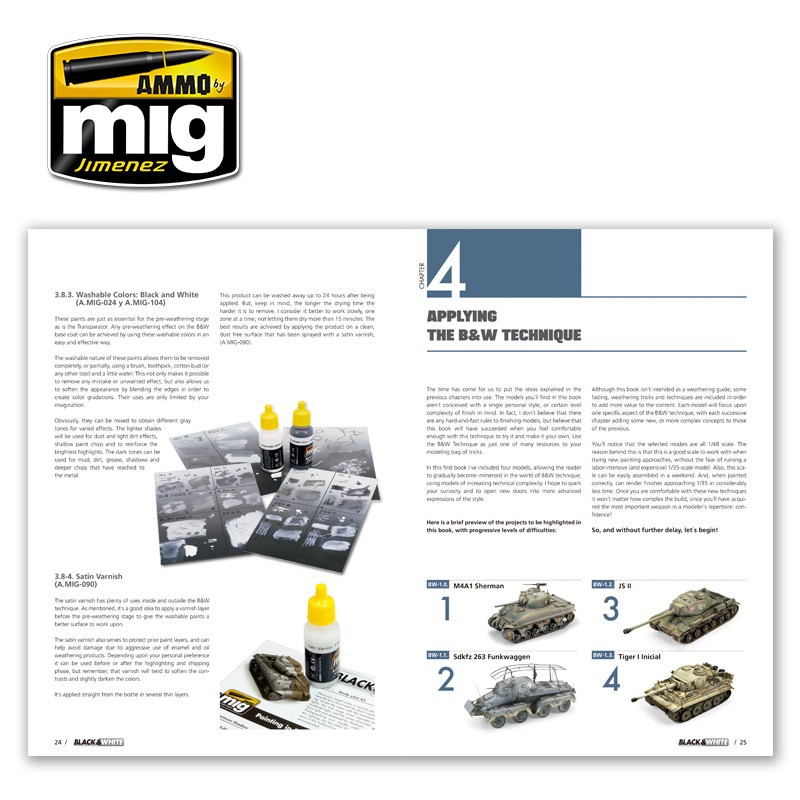 AMMO by
mig
Jimenez
3.8.3. Washable Colors: Black and White
(A.MIG-024 y A.MIG-104)
These paints are just as essential for the pre-weathering stage
as is the Transparator. Any pre-weathering effect on the B&W
base coat can be achieved by using these washable colors in an
easy and effective way.
The washable nature of these paints allows them to be removed
completely, or partially, using a brush, toothpick, cotton bud (or
any other tool) and a little water. This not only makes it possible
to remove any mistake or unwanted effect, but also allows us
to soften the appearance by blending the edges in order to
create color gradations. Their uses are only limited by your
imagination.
Obviously, they can be mixed to obtain different gray
tones for varied effects. The lighter shades
will be used for dust and light dirt effects,
shallow paint chips and to reinforce the
brightest highlights. The dark tones can be
used for mud, dirt, grease, shadows and
deeper chips that have reached to
the metal.
This product can be washed away up to 24 hours after being
applied. But, keep in mind, the longer the drying time the
harder it is to remove. I consider it better to work slowly, one
zone at a time, not letting them dry more than 15 minutes. The
best results are achieved by applying the product on a clean,
dust free surface that has been sprayed with a satin varnish,
(A.MIG-090).
3.8-4. Satin Varnish
(A.MIG-090)
The satin varnish has plenty of uses inside and outside the B&W
technique. As mentioned, it's a good idea to apply a varnish layer
before the pre-weathering stage to give the washable paints a
better surface to work upon.
The satin varnish also serves to protect prior paint layers, and can
help avoid damage due to aggressive use of enamel and oil
weathering products. Depending upon your personal preference
it can be used before or after the highlighting and chipping
phase, but remember, that varnish will tend to soften the con-
trasts and slightly darken the colors.
It's applied straight from the bottle in several thin layers.
mig
BLACK
Painting in
24 / BLACK&WHITE
CHAPTER
4
APPLYING
THE B&W TECHNIQUE
The time has come for us to put the ideas explained in the
previous chapters into use. The models you'll find in this book
aren't conceived with a single personal style, or certain level
complexity of finish in mind. In fact, I don't believe that there
are any hard-and-fast rules to finishing models, but believe that
this book will have succeeded when you feel comfortable
enough with this technique to try it and make it your own. Use
the B&W Technique as just one of many resources to your
modeling bag of tricks.
In this first book I've included four models, allowing the reader
to gradually become immersed in the world of B&W technique,
using models of increasing technical complexity. I hope to spark
your curiosity and to open new doors into more advanced
expressions of the style.
Here is a brief preview of the projects to be highlighted in
this book, with progressive levels of difficulties:
Although this book isn't intended as a weathering guide, some
fading, weathering tricks and techniques are included in order
to add more value to the content. Each model will focus upon
one specific aspect of the B&W technique, with each successive
chapter adding some new, or more complex concepts to those
of the previous.
You'll notice that the selected models are all 1/48 scale. The
reason behind this is that this is a good scale to work with when
trying new painting approaches, without the fear of ruining a
labor-intensive (and expensive) 1/35-scale model. Also, this sca-
le can be easily assembled in a weekend. And, when painted
correctly, can render finishes approaching 1/35 in considerably
less time. Once you are comfortable with these new techniques
it won't matter how complex the build, since you'll have acqui-
red the most important weapon in a modeler's repertoire: con-
fidence!
So, and without further delay, let's begin!
BW-1.0. M4A1 Sherman
1
BW-1.1. Sdkfz 263 Funkwaggen
2
BW-1.2. JS II
3
BW-1.3. Tiger I Inicial
4
BLACK&WHITE / 25